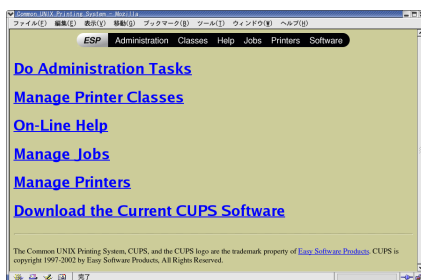 Common UNIX Printing System - Mozilla
ファイル(F) 編集(E) 表示(V) 移動(G) ブックマーク(B) ツール(T) ウィンドウ(W) ヘルプ(H)
ESP Administration Classes Help Jobs Printers Software
Do Administration Tasks
Manage Printer Classes
On-Line Help
Manage Jobs
Manage Printers
Download the Current CUPS Software
The Common UNIX Printing System, CUPS, and the CUPS logo are the trademark property of Easy Software Products. CUPS is
copyright 1997-2002 by Easy Software Products, All Rights Reserved.
完了